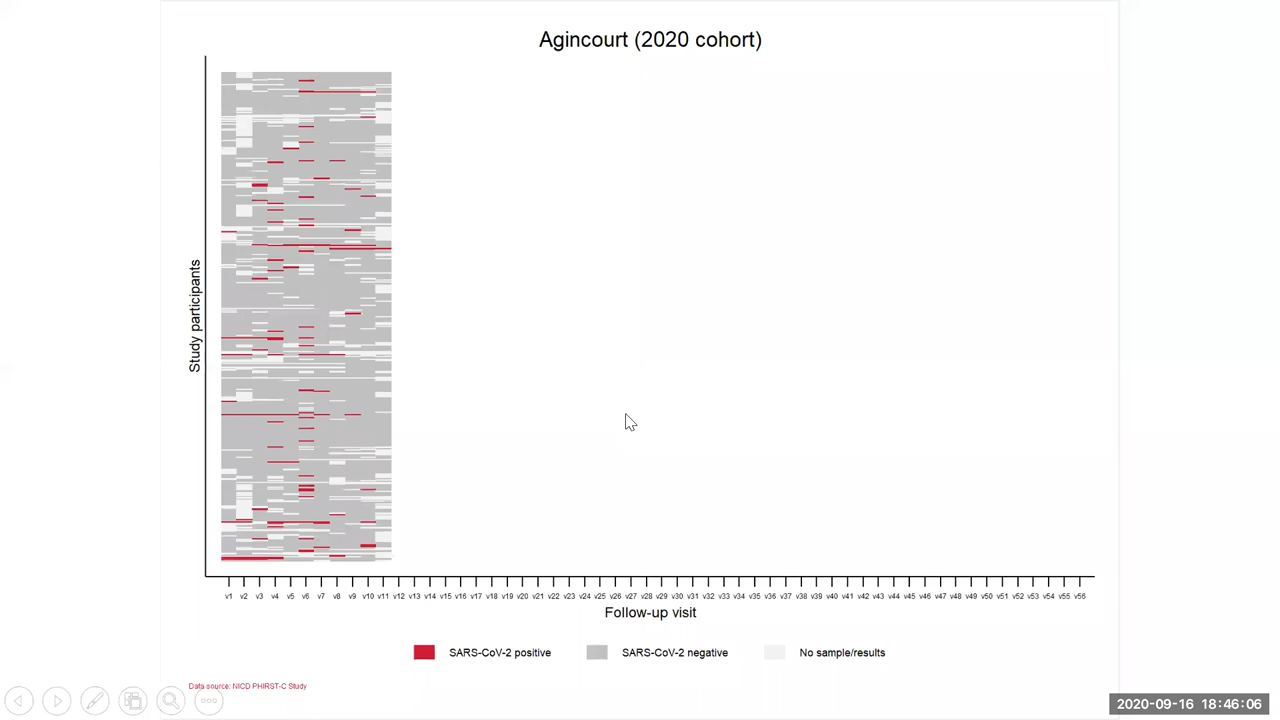 Agincourt (2020 cohort)
Study participants
v1 v2 v3 v4 v5 v6 v7 v8 v9 v10 v11 v12 v13 v14 v15 v16 v17 v18 v19 v20 v21 v22 v23 v24 v25 v26 v27 v28 v29 v30 v31 v32 v33 v34 v35 v36 v37 v38 v39 v40 v41 v42 v43 v44 v45 v46 v47 v48 v49 v50 v51 v52 v53 v54 v55 v56
Follow-up visit
SARS-CoV-2 positive SARS-CoV-2 negative No sample/results
Data source: NICD PHIRST-C Study
2020-09-16 18:46:06